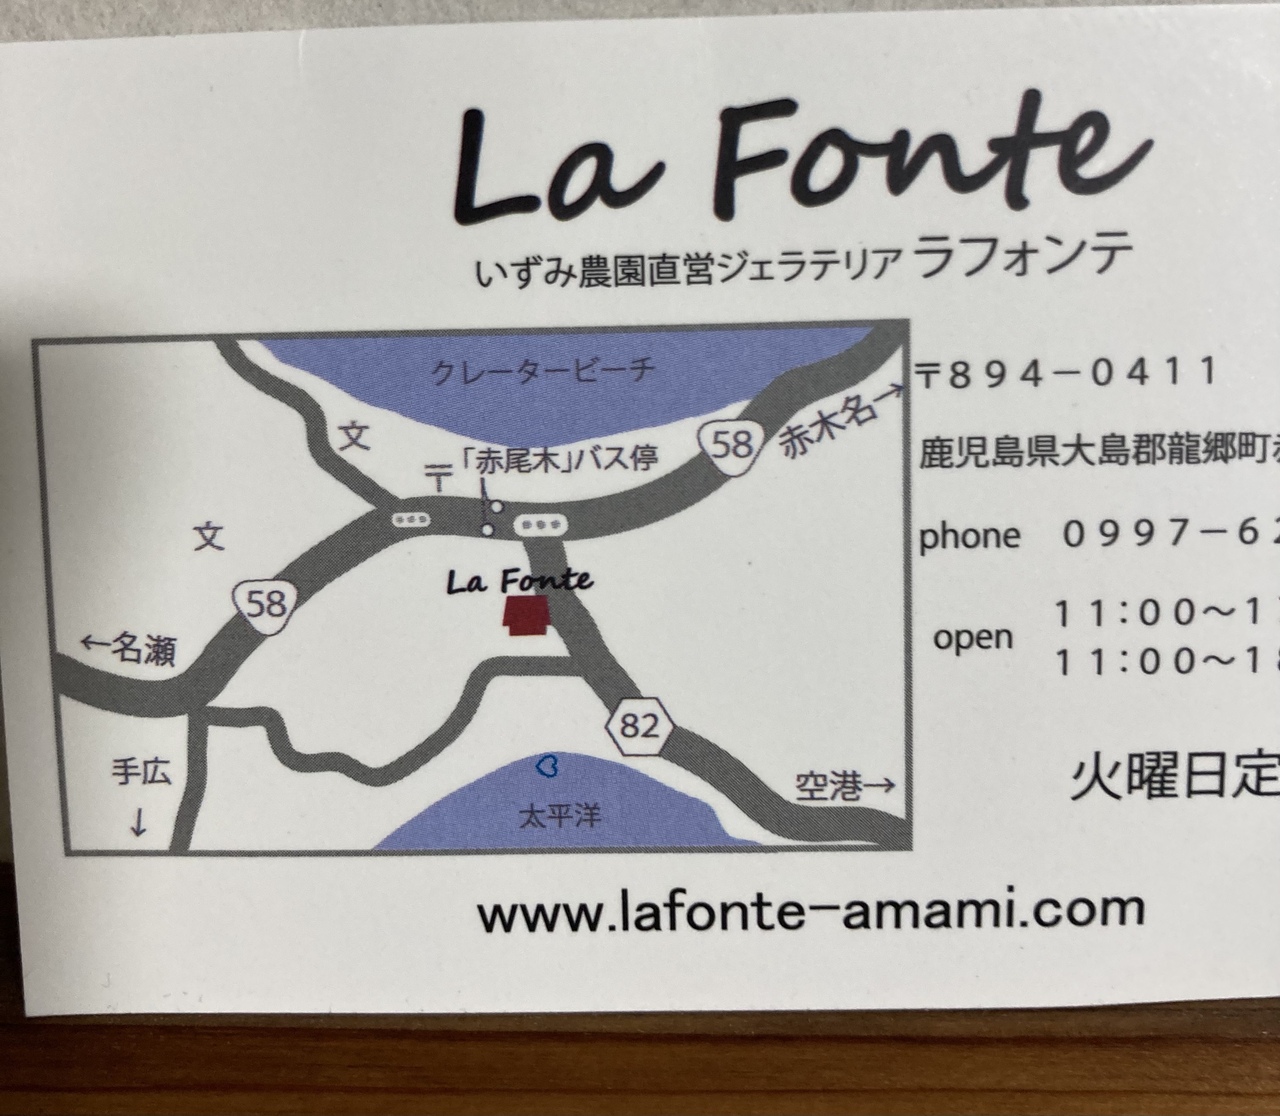 La Fonte
いずみ農園直営ジェラテリア ラフォンテ
クレータービーチ
文
〒
「赤尾木」バス停
58
赤木名→
文
La Fonte
58
←名瀬
82
手広
↓
太平洋
空港→
〒894-0411
鹿児島県大島郡龍郷町
phone 0997-6
open
11:00〜1
11:00〜1
火曜日定
www.lafonte-amami.com